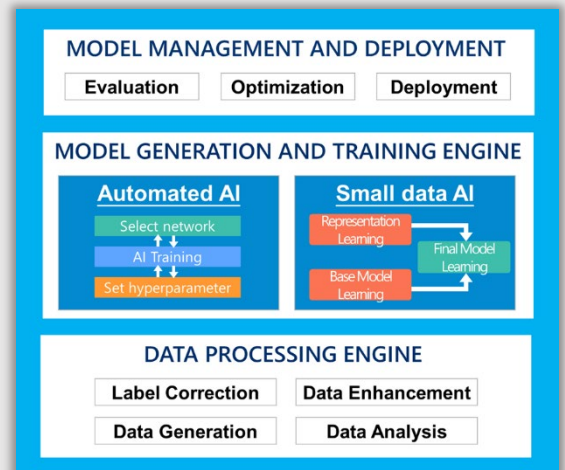 MODEL MANAGEMENT AND DEPLOYMENT
Evaluation
Optimization
Deployment
MODEL GENERATION AND TRAINING ENGINE
Automated AI
Select network
AI Training
Set hyperparameter
Small data AI
Representation
Learning
Base Model
Learning
Final Model
Learning
DATA PROCESSING ENGINE
Label Correction
Data Enhancement
Data Generation
Data Analysis